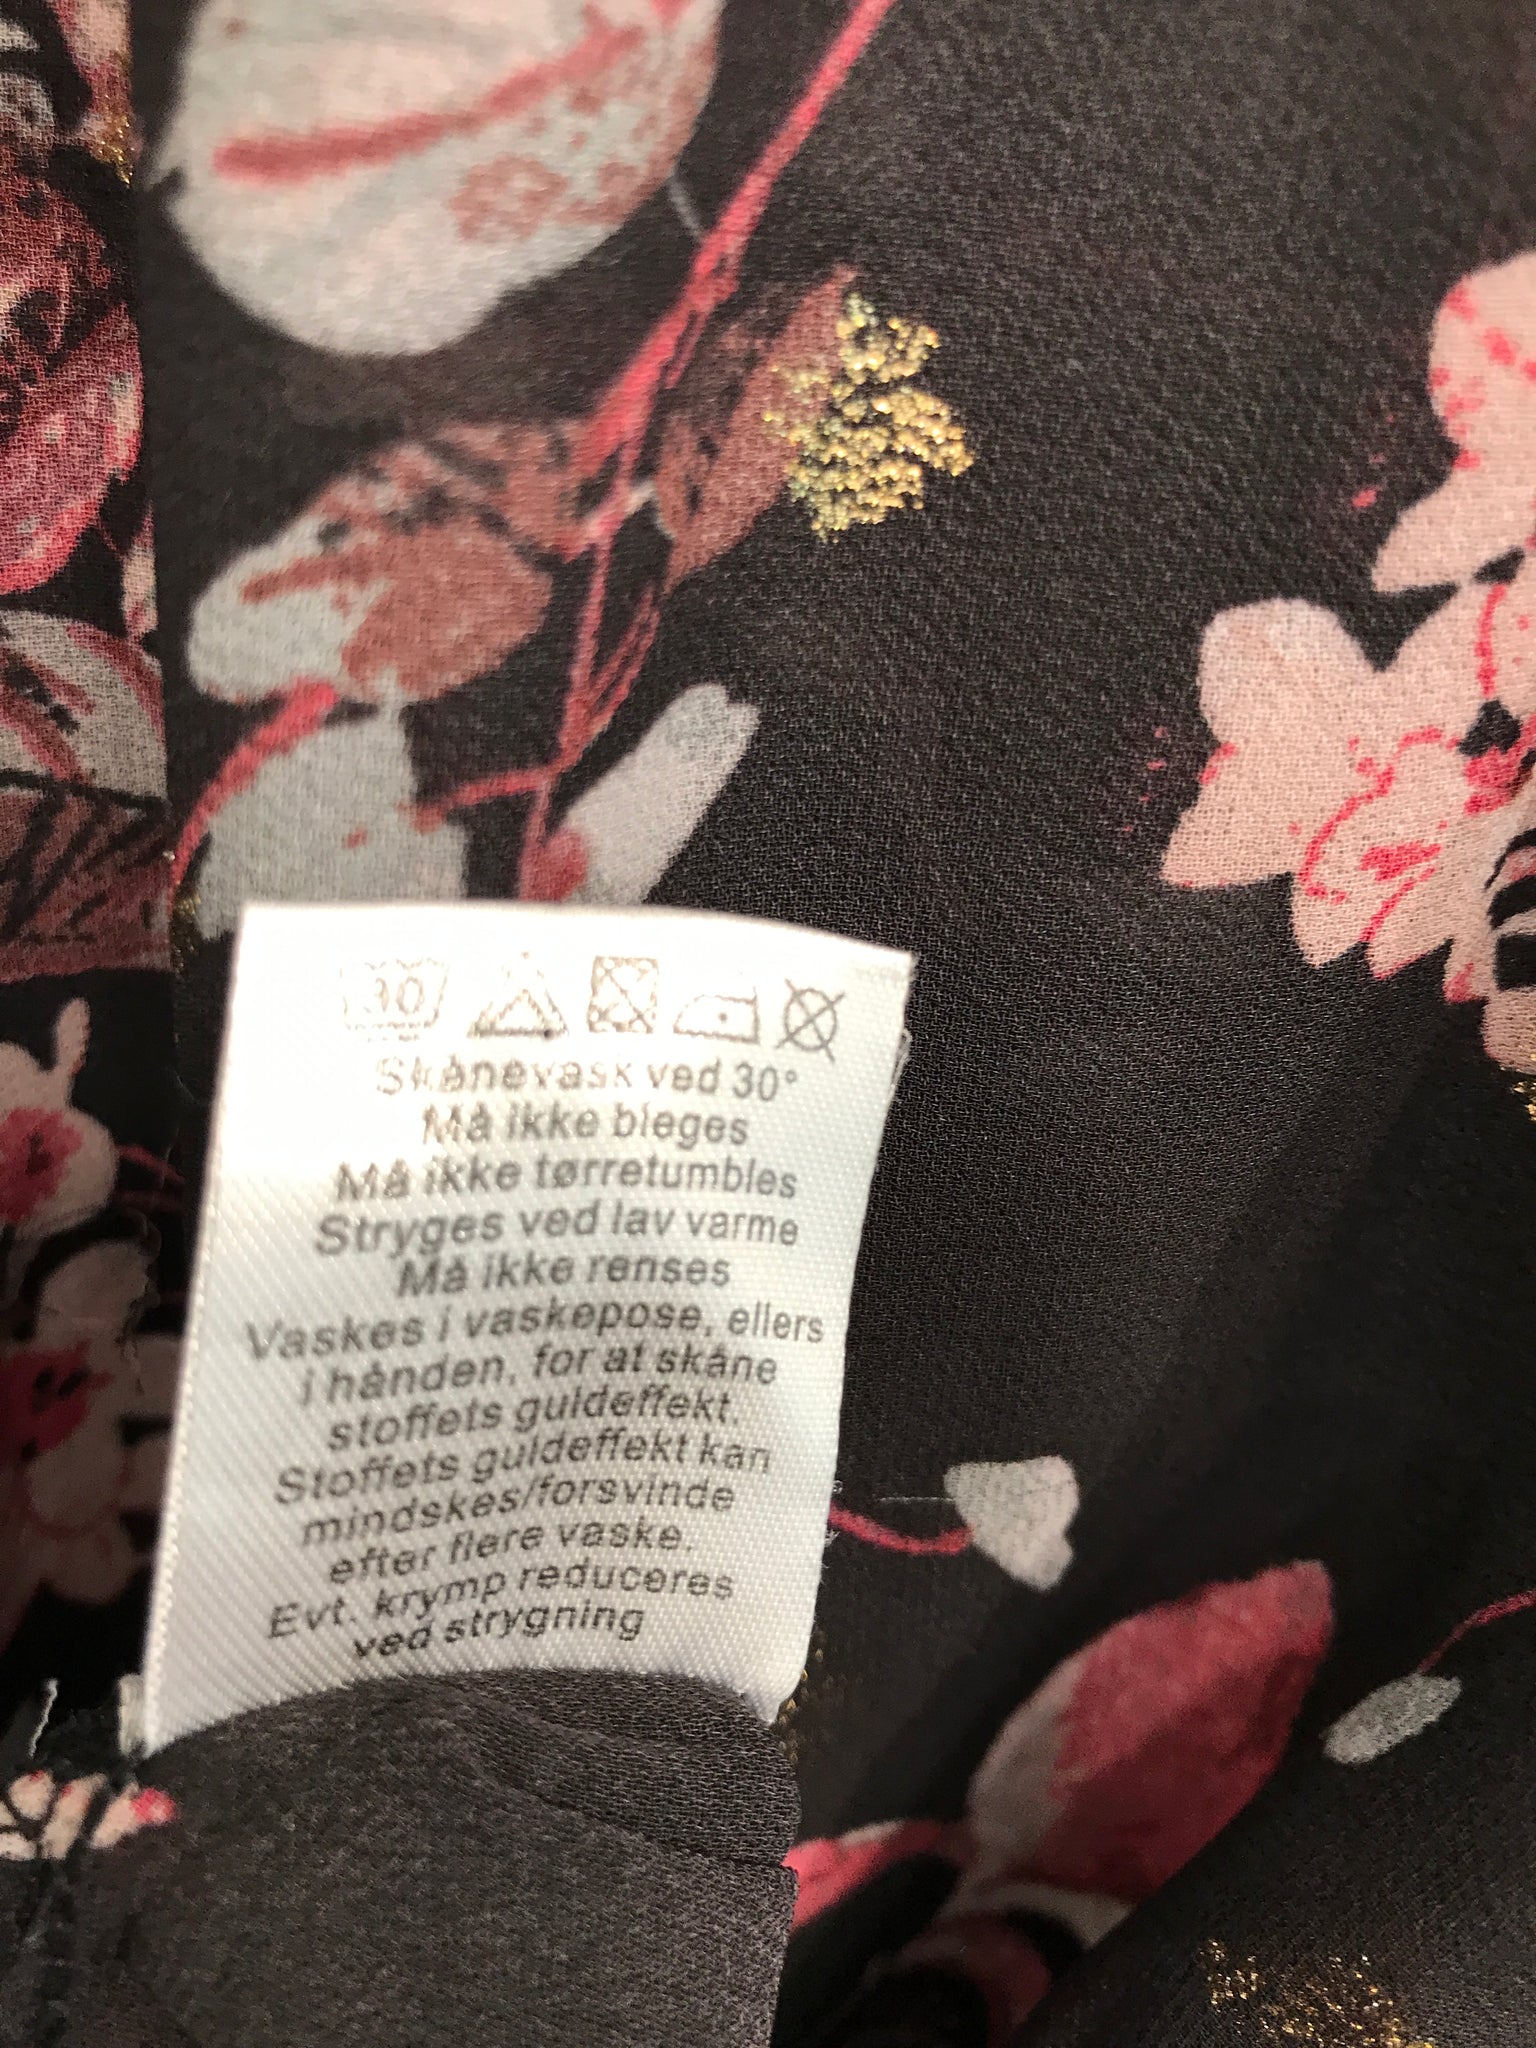 30
Skånevask ved 30°
Må ikke bleges
Må ikke tørretumbles
Stryges ved lav varme
Må ikke renses
Vaskes i vaskepose, ellers
i hånden, for at skåne
stoffets guldeffekt.
Stoffets guldeffekt kan
mindskes/forsvinde
efter flere vaske.
Evt. krymp reduceres
ved strygning